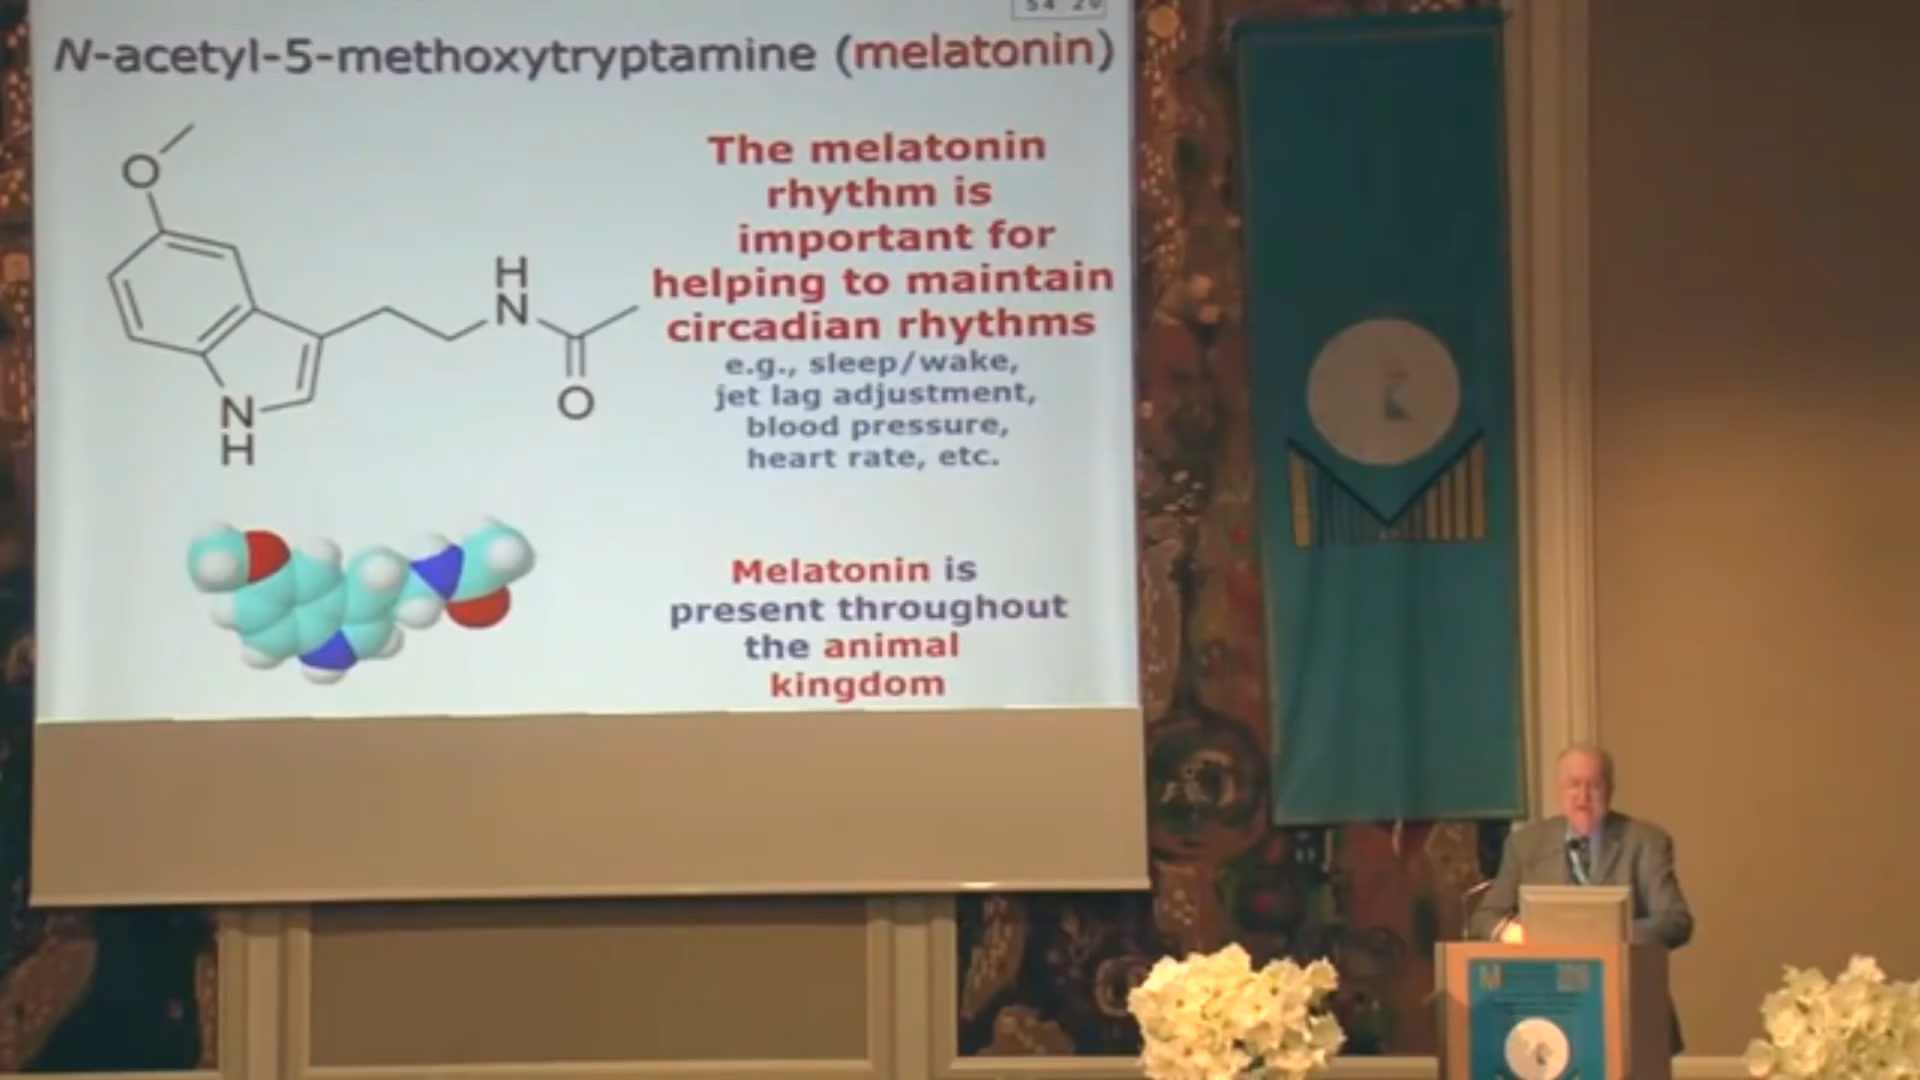 N-acetyl-5-methoxytryptamine (melatonin)
The melatonin
rhythm is
important for
helping to maintain
circadian rhythms
e.g., sleep/wake,
jet lag adjustment,
blood pressure,
heart rate, etc.
O
H
N
O
N
H
Melatonin is
present throughout
the animal
kingdom